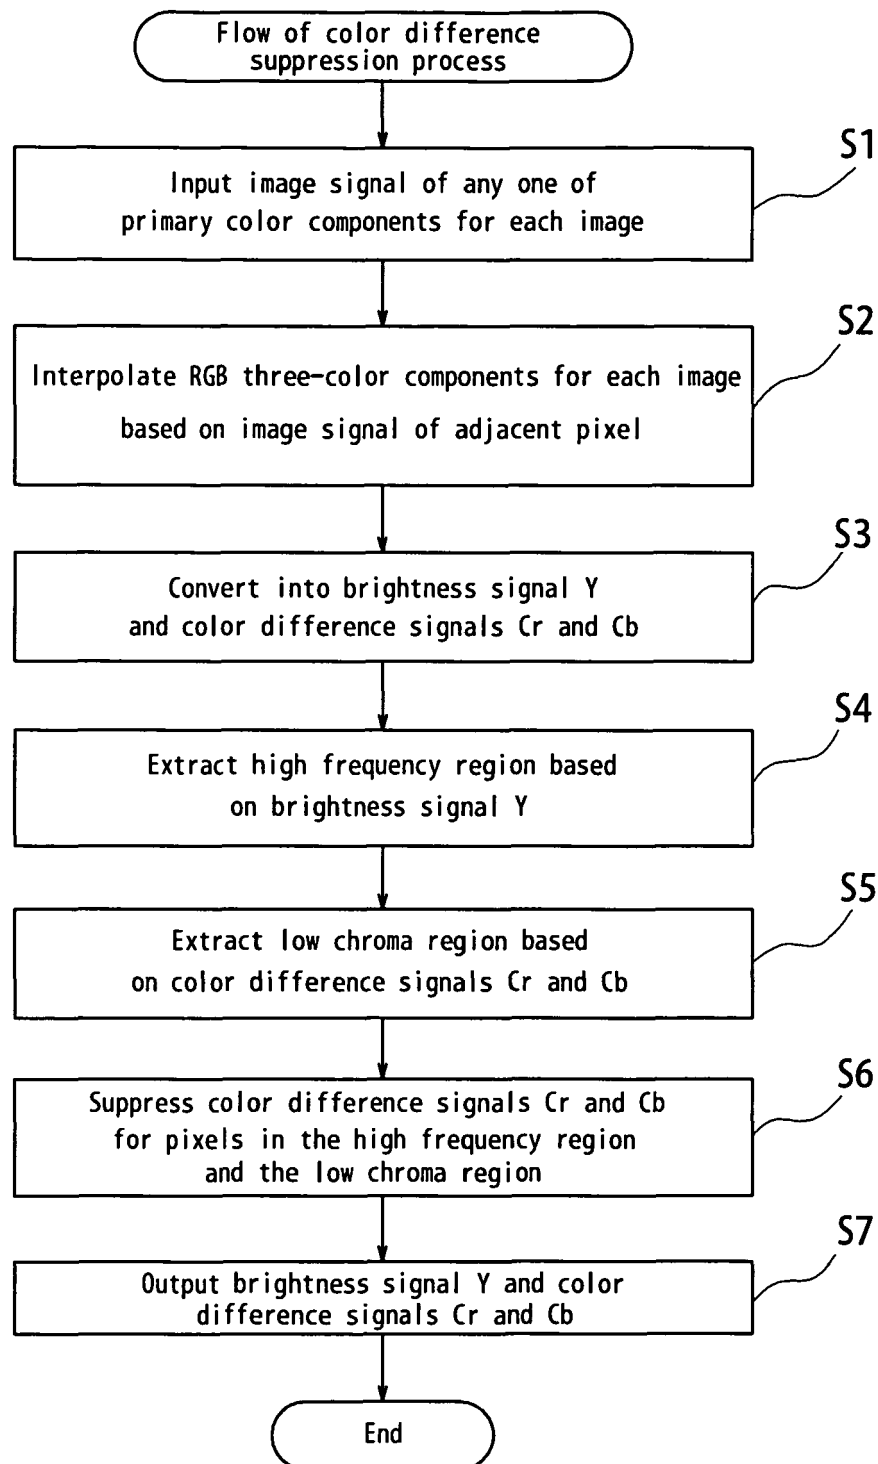 Flow of color difference
suppression process
S1
Input image signal of any one of
primary color components for each image
S2
Interpolate RGB three-color components for each image
based on image signal of adjacent pixel
S3
Convert into brightness signal Y
and color difference signals Cr and Cb
S4
Extract high frequency region based
on brightness signal Y
S5
Extract low chroma region based
on color difference signals Cr and Cb
S6
Suppress color difference signals Cr and Cb
for pixels in the high frequency region
and the low chroma region
S7
Output brightness signal Y and color
difference signals Cr and Cb
End